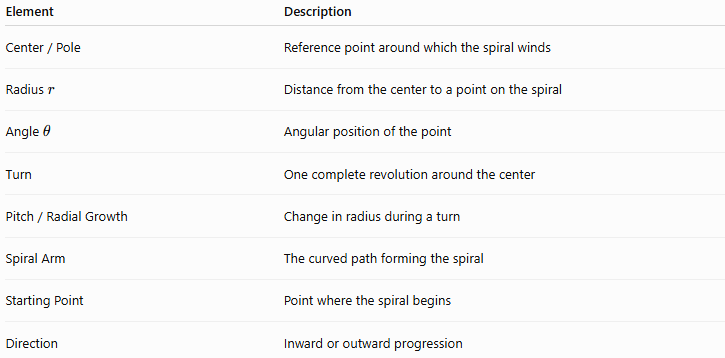 Element Description
Center / Pole Reference point around which the spiral winds
Radius r Distance from the center to a point on the spiral
Angle θ Angular position of the point
Turn One complete revolution around the center
Pitch / Radial Growth Change in radius during a turn
Spiral Arm The curved path forming the spiral
Starting Point Point where the spiral begins
Direction Inward or outward progression